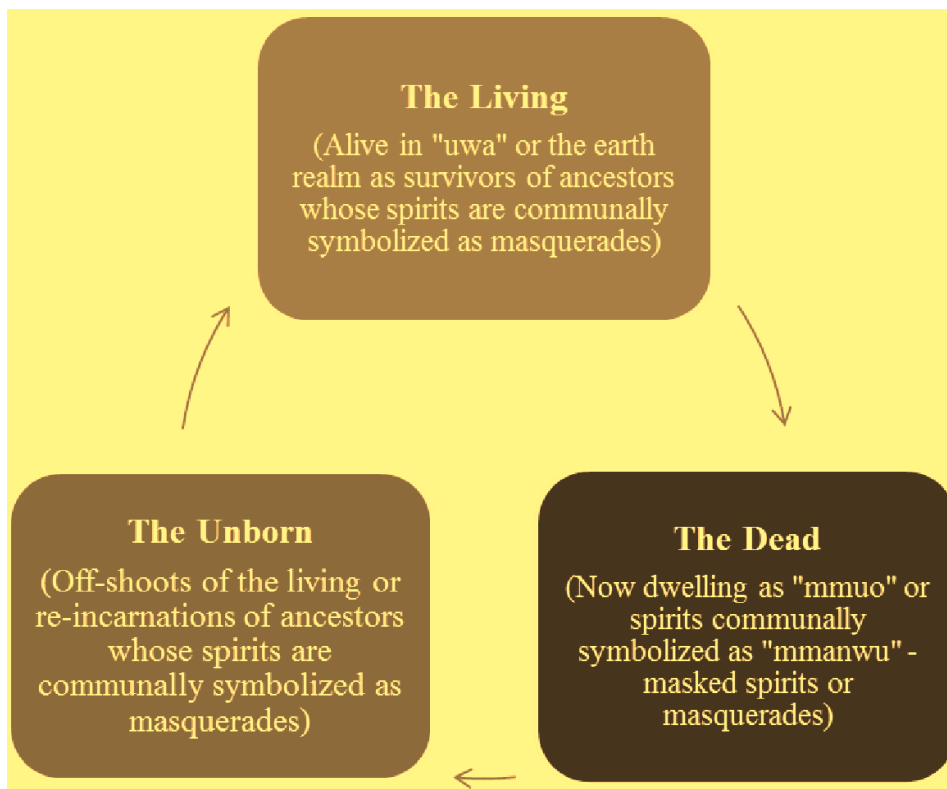 The Living
(Alive in "uwa" or the earth
realm as survivors of ancestors
whose spirits are communally
symbolized as masquerades)
The Unborn
(Off-shoots of the living or
re-incarnations of ancestors
whose spirits are
communally symbolized as
masquerades)
The Dead
(Now dwelling as "mmuo" or
spirits communally
symbolized as "mmanwu" -
masked spirits or
masquerades)